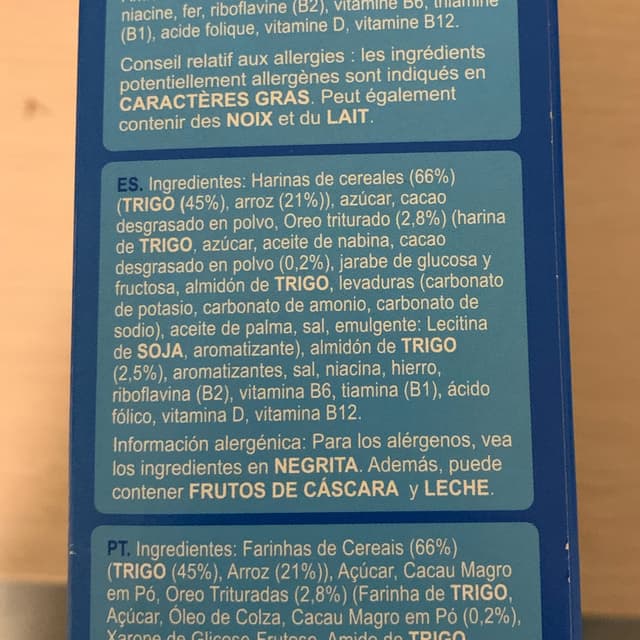 niacine, fer, riboflavine (B2), vitamine B6, thiamine
(B1), acide folique, vitamine D, vitamine B12.
Conseil relatif aux allergies : les ingrédients
potentiellement allergènes sont indiqués en
CARACTÈRES GRAS. Peut également
contenir des NOIX et du LAIT.
ES. Ingredientes: Harinas de cereales (66%)
(TRIGO (45%), arroz (21%)), azúcar, cacao
desgrasado en polvo, Oreo triturado (2,8%) (harina
de TRIGO, azúcar, aceite de nabina, cacao
desgrasado en polvo (0,2%), jarabe de glucosa y
fructosa, almidón de TRIGO, levaduras (carbonato
de potasio, carbonato de amonio, carbonato de
sodio), aceite de palma, sal, emulgente: Lecitina
de SOJA, aromatizante), almidón de TRIGO
(2,5%), aromatizantes, sal, niacina, hierro,
riboflavina (B2), vitamina B6, tiamina (B1), ácido
fólico, vitamina D, vitamina B12.
Información alergénica: Para los alérgenos, vea
los ingredientes en NEGRITA. Además, puede
contener FRUTOS DE CÁSCARA y LECHE.
PT. Ingredientes: Farinhas de Cereais (66%)
(TRIGO (45%), Arroz (21%)), Açúcar, Cacau Magro
em Pó, Oreo Trituradas (2,8%) (Farinha de TRIGO,
Açúcar, Óleo de Colza, Cacau Magro em Pó (0,2%),
Xarope de Glicose-Frutose, Amido de TRIGO